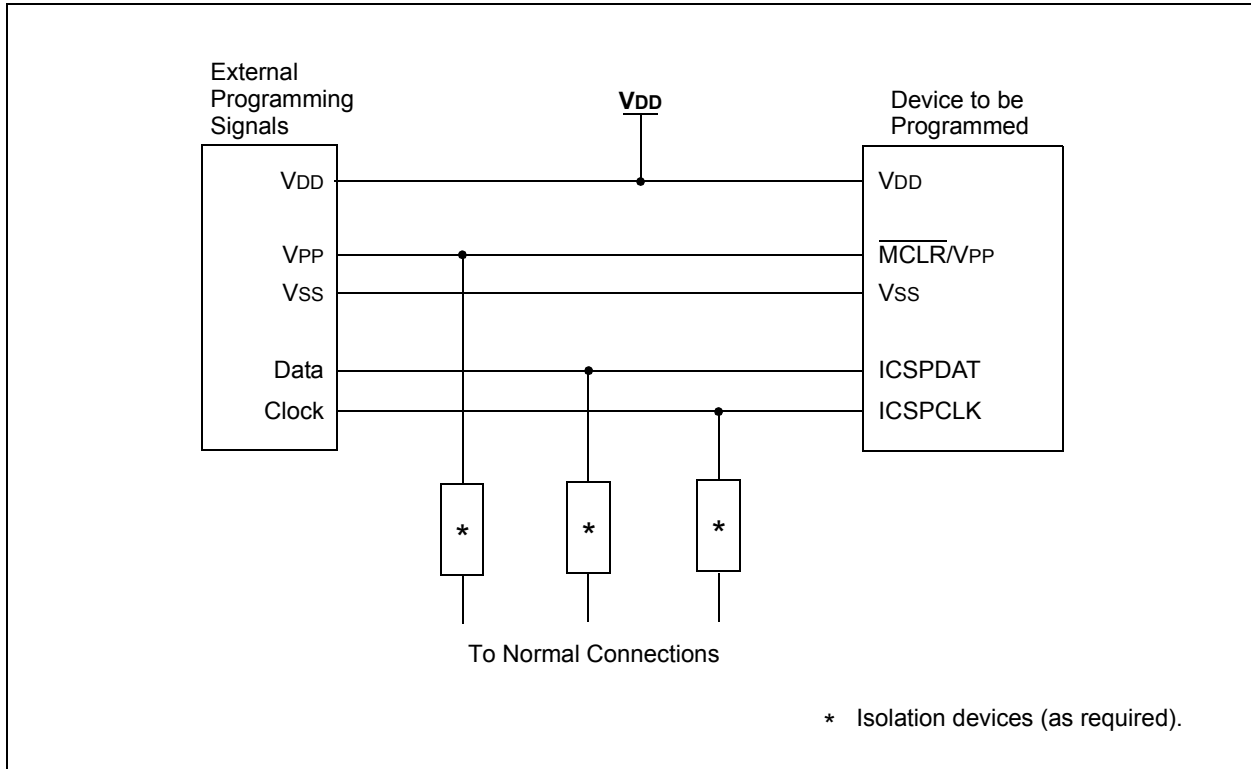 External
Programming
Signals
VDD
Device to be
Programmed
VDD
VDD
VPP
MCLR/VPP
VSS
VSS
Data
ICSPDAT
Clock
ICSPCLK
* * *
To Normal Connections
* Isolation devices (as required).